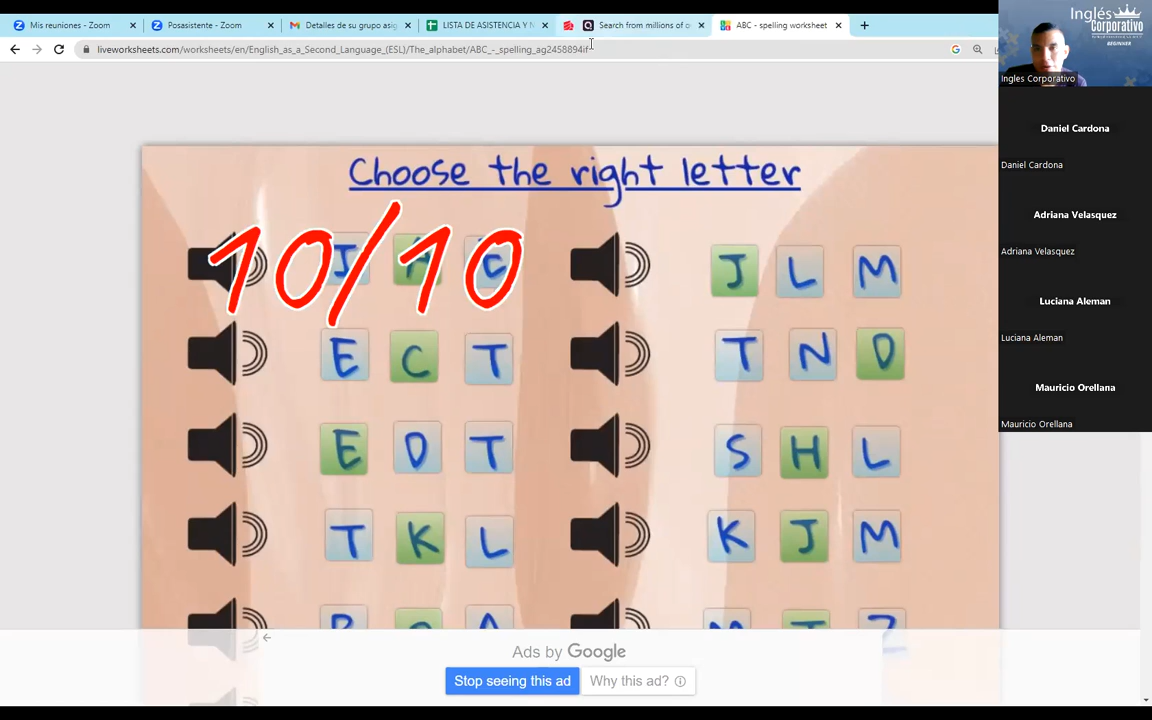 Mis reuniones - Zoom
Posasistente - Zoom
Detalles de su grupo asig
LISTA DE ASISTENCIA Y N
Search from millions of o
ABC - spelling worksheet
liveworksheets.com/worksheets/en/English_as_a_Second_Language_(ESL)/The_alphabet/ABC_-_spelling_ag2458894if
Inglés
Corporativo
BEGINNER
Ingles Corporativo
Daniel Cardona
Daniel Cardona
Adriana Velasquez
Adriana Velasquez
Luciana Aleman
Luciana Aleman
Mauricio Orellana
Mauricio Orellana
Choose the right letter
10/10
J A C J L M
E C T T N D
E D T S H L
T K L K J M
Ads by Google
Stop seeing this ad
Why this ad?